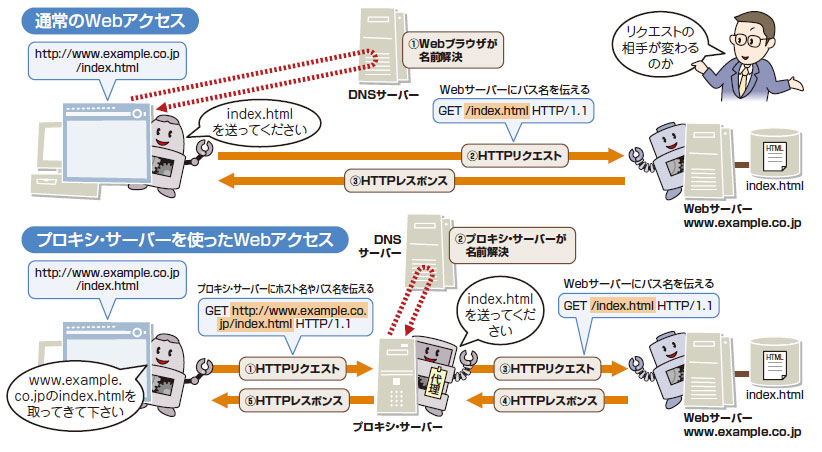 通常のWebアクセス
http://www.example.co.jp
/index.html
①Webブラウザが
名前解決
DNSサーバー
リクエストの
相手が変わる
のか
index.html
を送ってください
Webサーバーにパス名を伝える
GET /index.html HTTP/1.1
②HTTPリクエスト
③HTTPレスポンス
HTML
index.html
Webサーバー
www.example.co.jp
プロキシ・サーバーを使ったWebアクセス
DNS
サーバー
②プロキシ・サーバーが
名前解決
http://www.example.co.jp
/index.html
プロキシ・サーバーにホスト名やパス名を伝える
GET http://www.example.co.
jp/index.html HTTP/1.1
index.html
を送ってくだ
さい
Webサーバーにパス名を伝える
GET /index.html HTTP/1.1
www.example.
co.jpのindex.htmlを
取ってきて下さい
①HTTPリクエスト
⑤HTTPレスポンス
代理
プロキシ・サーバー
③HTTPリクエスト
④HTTPレスポンス
HTML
index.html
Webサーバー
www.example.co.jp